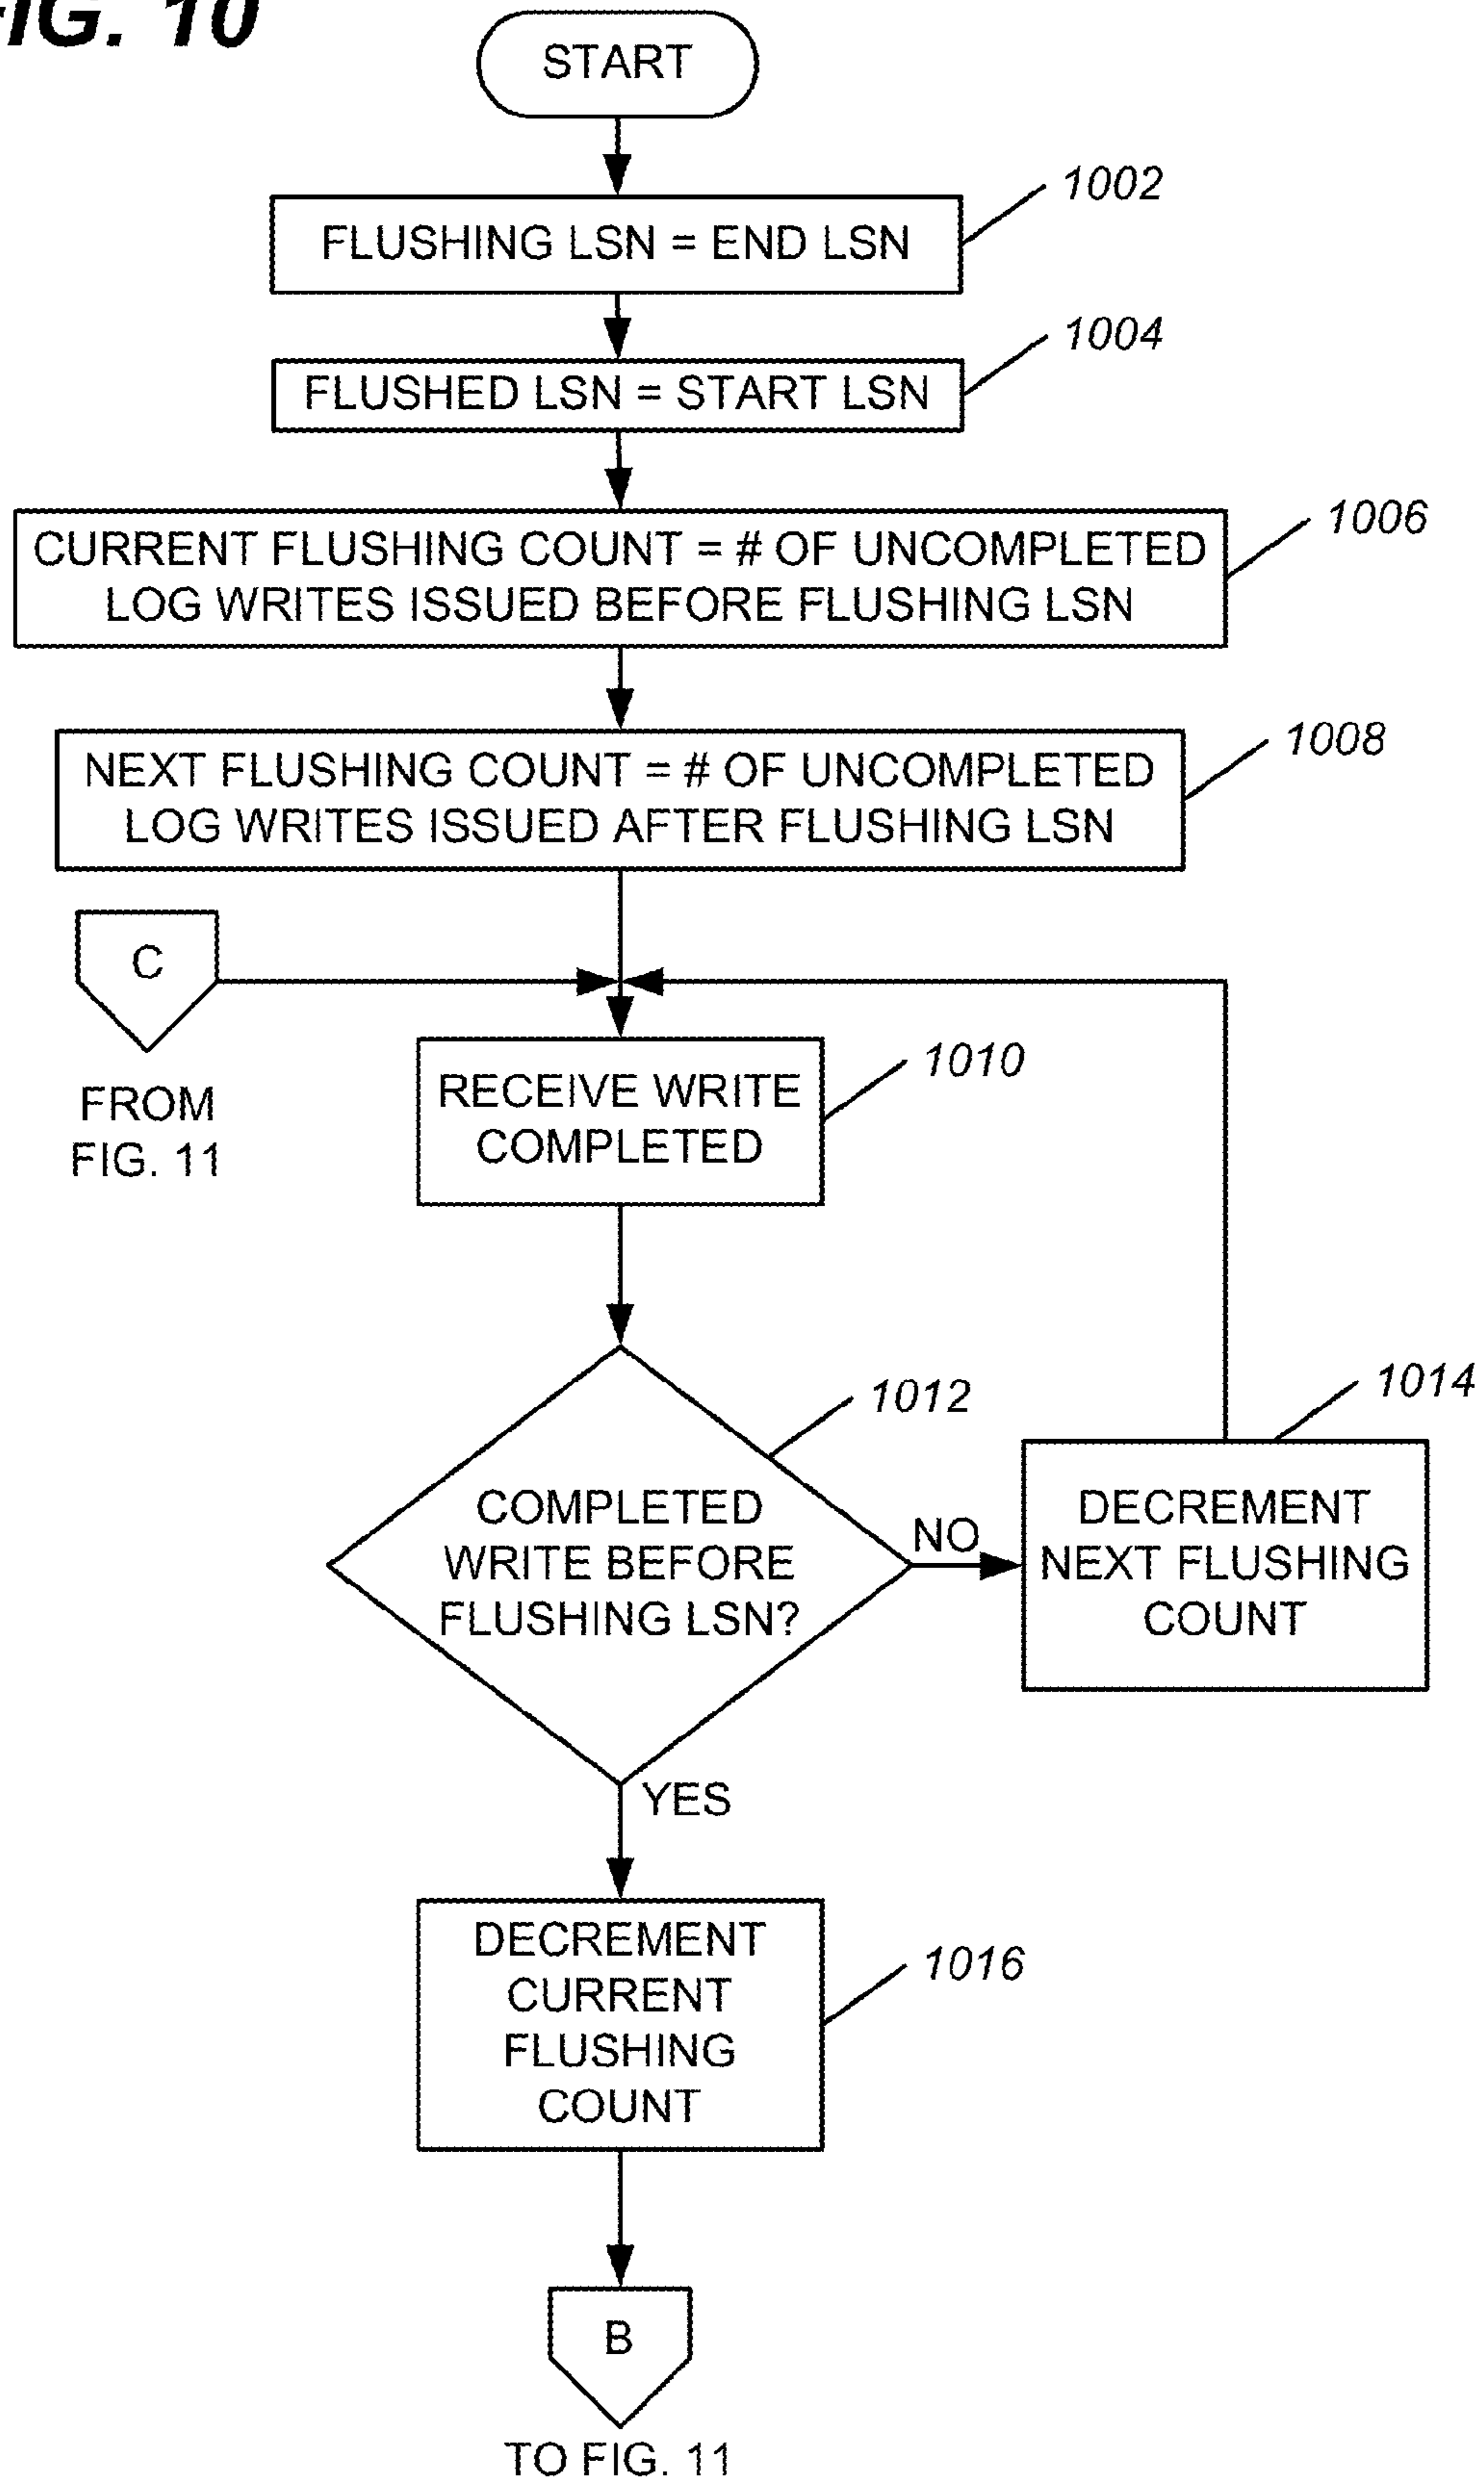 FIG. 10
START
1002
FLUSHING LSN = END LSN
1004
FLUSHED LSN = START LSN
1006
CURRENT FLUSHING COUNT = # OF UNCOMPLETED
LOG WRITES ISSUED BEFORE FLUSHING LSN
1008
NEXT FLUSHING COUNT = # OF UNCOMPLETED
LOG WRITES ISSUED AFTER FLUSHING LSN
C
FROM
FIG. 11
1010
RECEIVE WRITE
COMPLETED
1012
COMPLETED
WRITE BEFORE
FLUSHING LSN?
NO
1014
DECREMENT
NEXT FLUSHING
COUNT
YES
1016
DECREMENT
CURRENT
FLUSHING
COUNT
B
TO FIG. 11